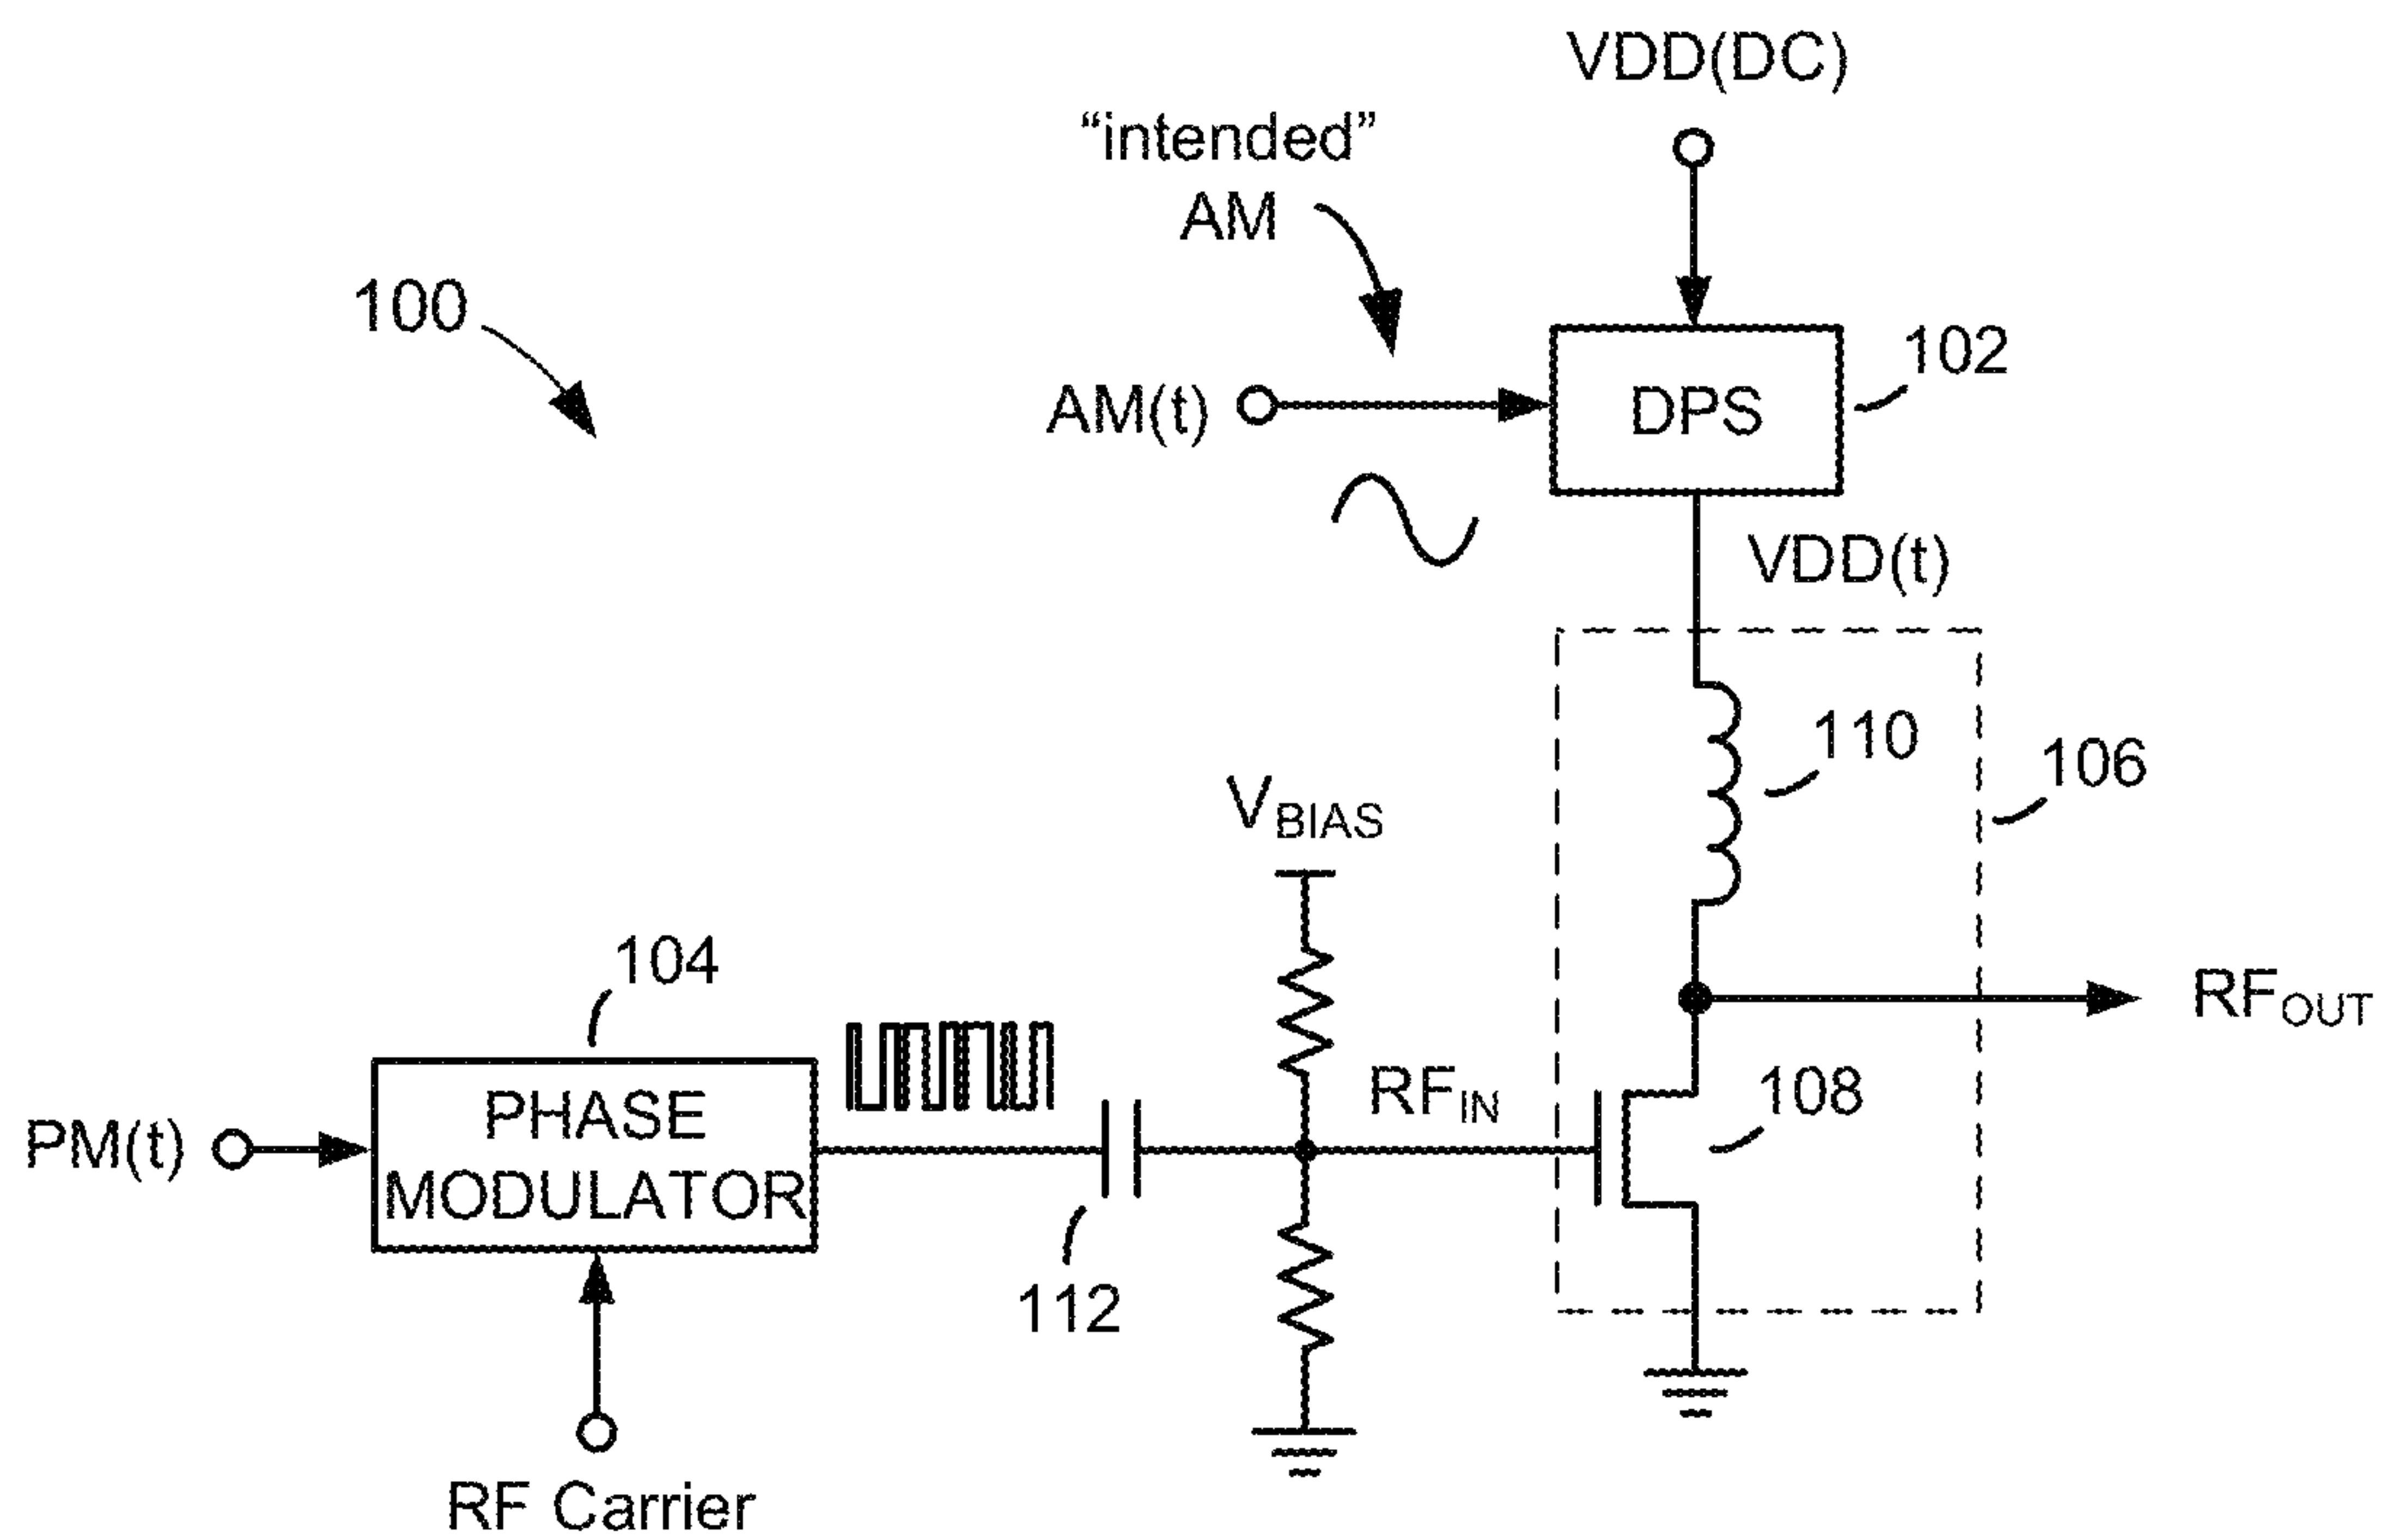 VDD(DC)
“intended”
AM
100
102
AM(t)
DPS
VDD(t)
110
106
VBIAS
104
RFOUT
PHASE
MODULATOR
RFIN
108
PM(t)
112
RF Carrier